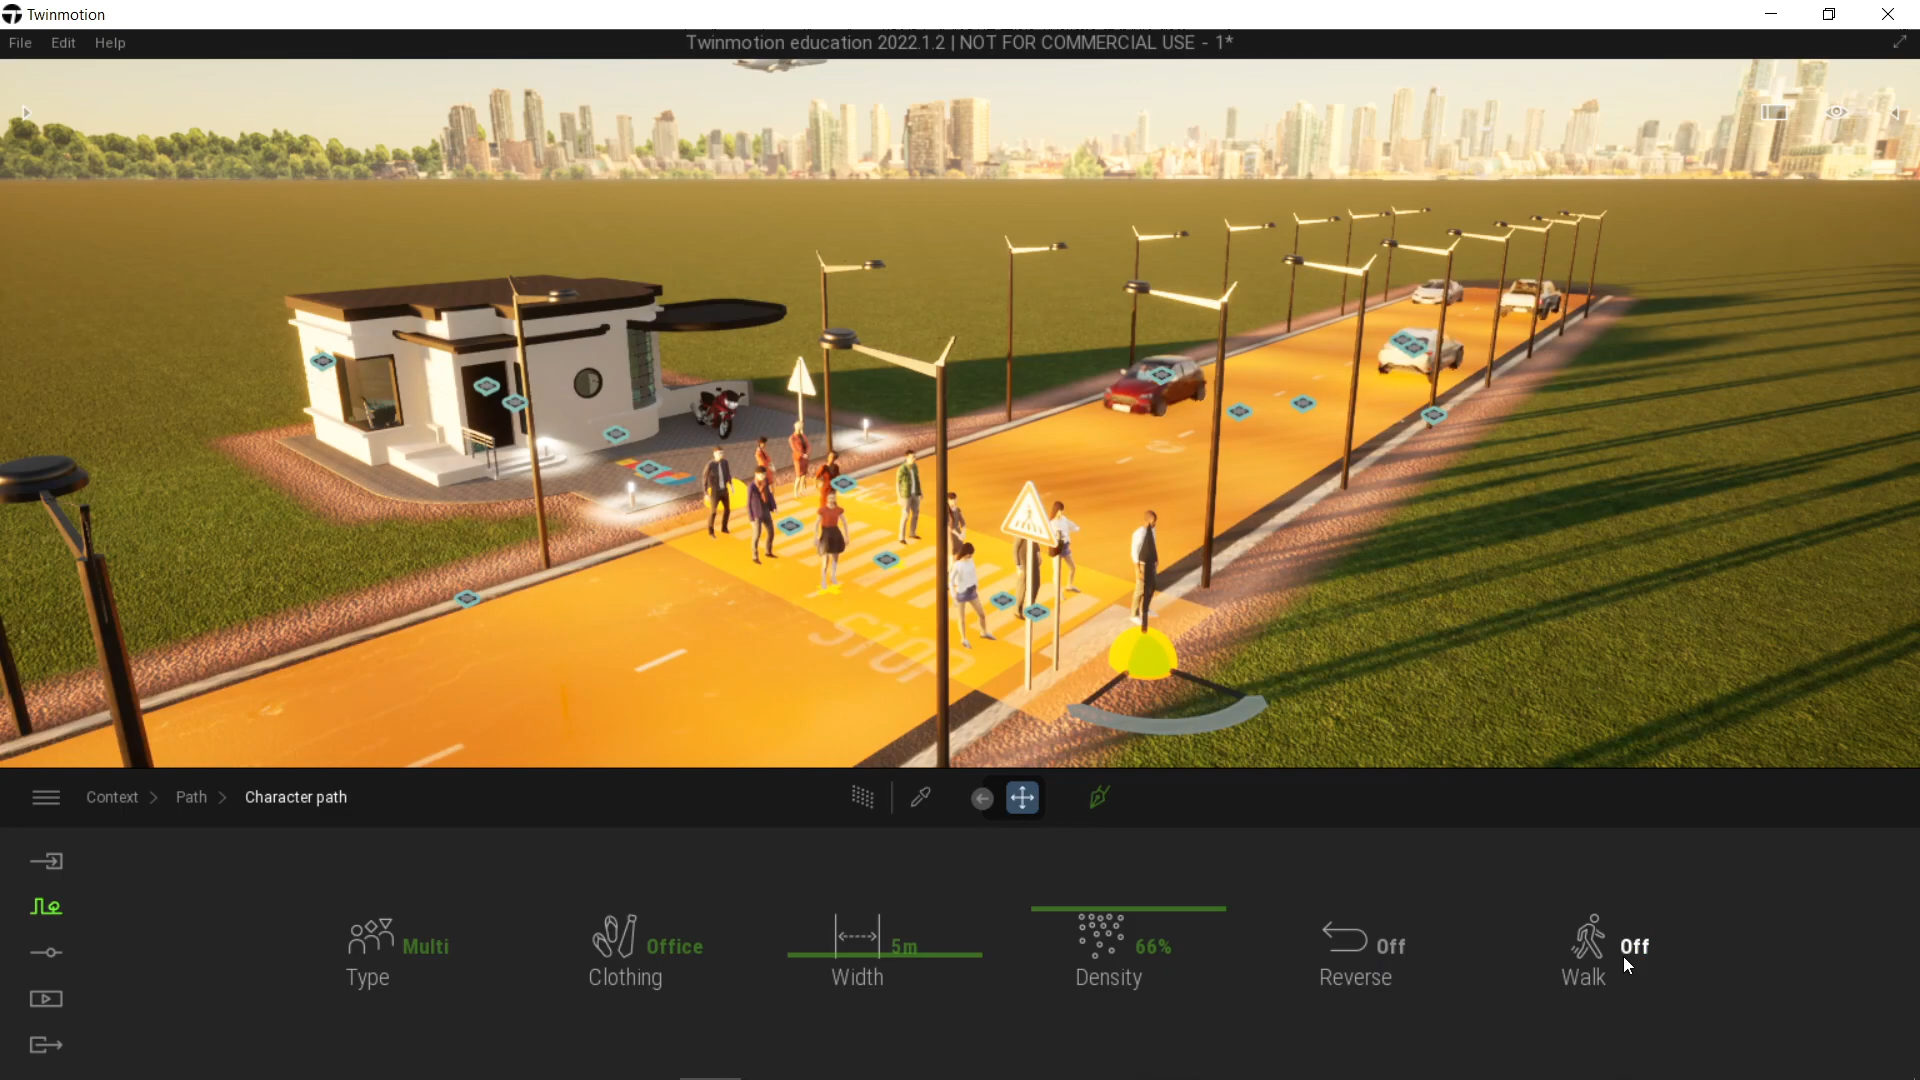 Twinmotion
File Edit Help
Twinmotion education 2022.1.2 | NOT FOR COMMERCIAL USE - 1*
STOP
Context > Path > Character path
Multi
Type
Office
Clothing
5m
Width
66%
Density
Off
Reverse
Off
Walk